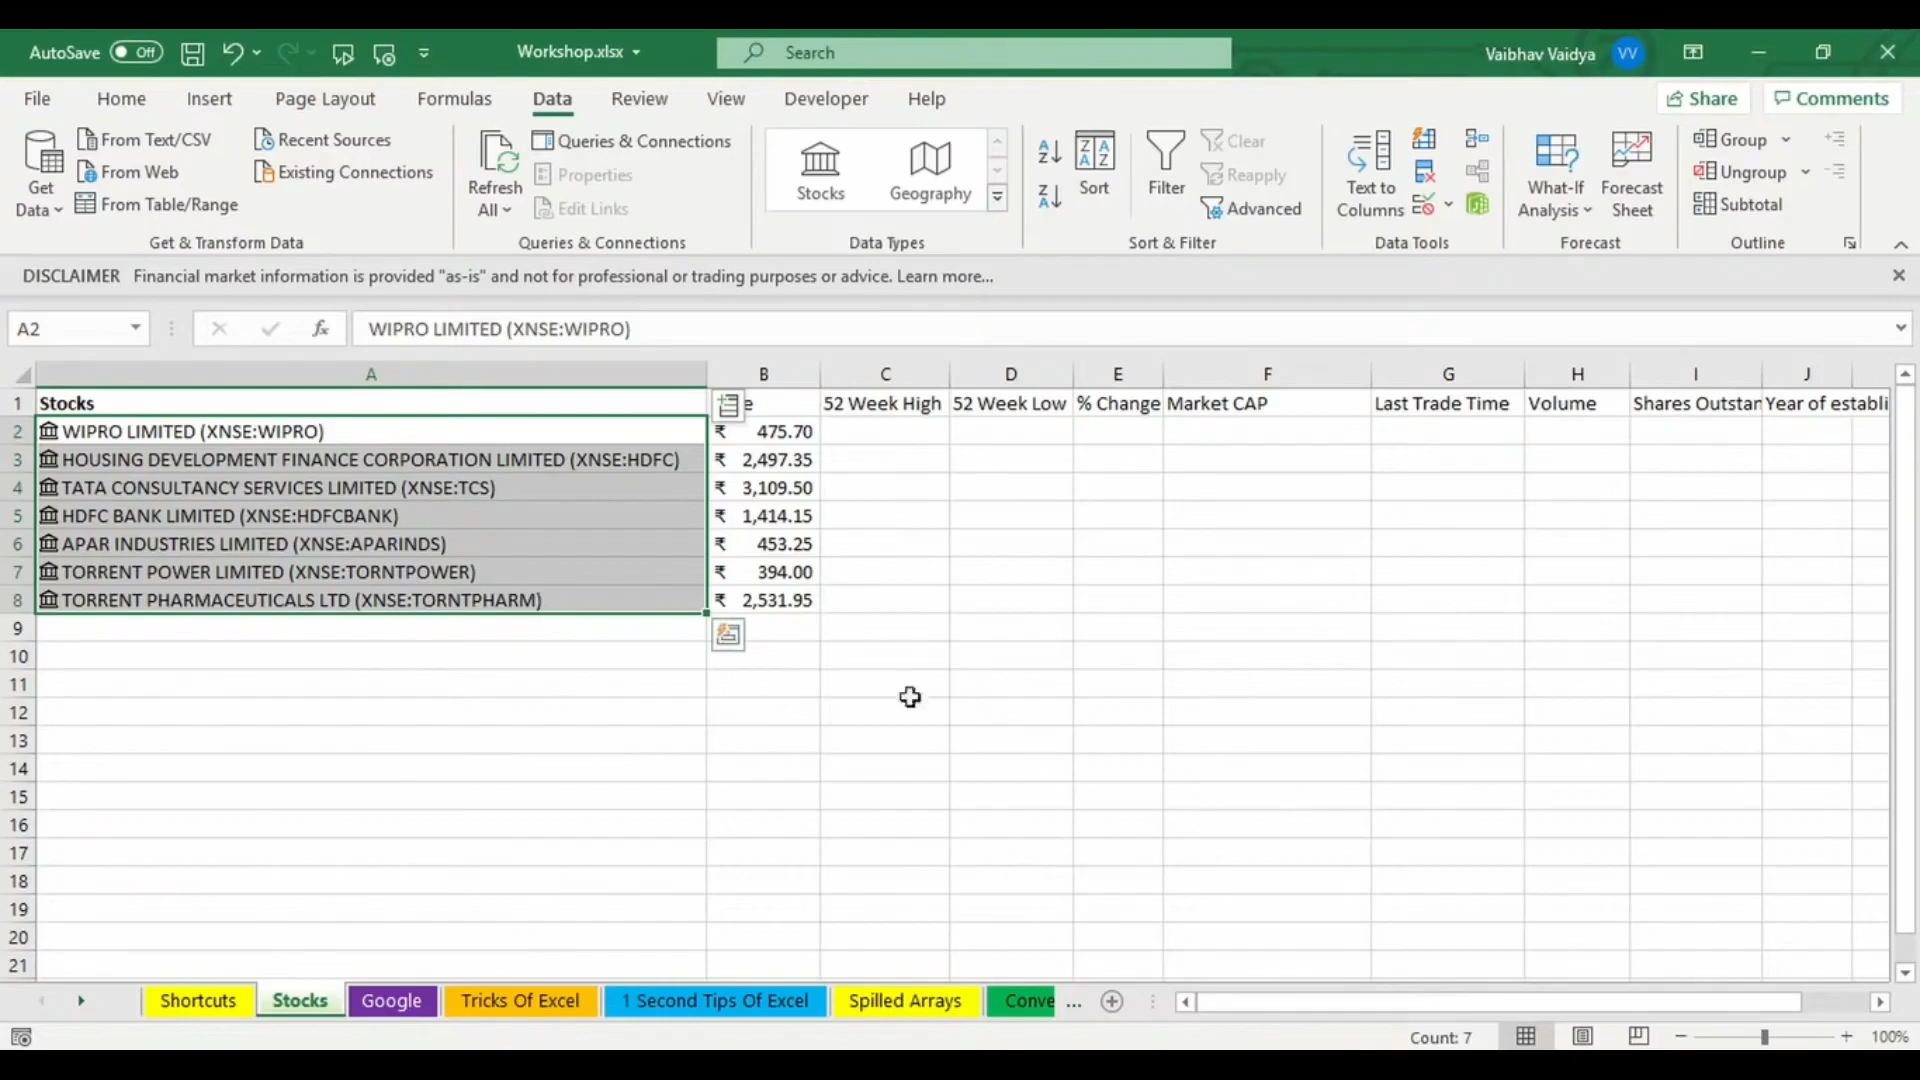 AutoSave Off Workshop.xlsx Search Vaibhav Vaidya VV
File Home Insert Page Layout Formulas Data Review View Developer Help Share Comments
Get Data
From Text/CSV
From Web
From Table/Range
Recent Sources
Existing Connections
Get & Transform Data
Refresh All
Queries & Connections
Properties
Edit Links
Queries & Connections
Stocks Geography
Data Types
Sort
Filter
Clear
Reapply
Advanced
Sort & Filter
Text to Columns
Data Tools
What-If Analysis
Forecast Sheet
Forecast
Group
Ungroup
Subtotal
Outline
DISCLAIMER Financial market information is provided "as-is" and not for professional or trading purposes or advice. Learn more...
A2 fx WIPRO LIMITED (XNSE:WIPRO)
A B C D E F G H I J
1 Stocks e 52 Week High 52 Week Low % Change Market CAP Last Trade Time Volume Shares Outstan Year of establi
2 WIPRO LIMITED (XNSE:WIPRO) ₹ 475.70
3 HOUSING DEVELOPMENT FINANCE CORPORATION LIMITED (XNSE:HDFC) ₹ 2,497.35
4 TATA CONSULTANCY SERVICES LIMITED (XNSE:TCS) ₹ 3,109.50
5 HDFC BANK LIMITED (XNSE:HDFCBANK) ₹ 1,414.15
6 APAR INDUSTRIES LIMITED (XNSE:APARINDS) ₹ 453.25
7 TORRENT POWER LIMITED (XNSE:TORNTPOWER) ₹ 394.00
8 TORRENT PHARMACEUTICALS LTD (XNSE:TORNTPHARM) ₹ 2,531.95
9
10
11
12
13
14
15
16
17
18
19
20
21
Shortcuts Stocks Google Tricks Of Excel 1 Second Tips Of Excel Spilled Arrays Conve ...
Count: 7 100%